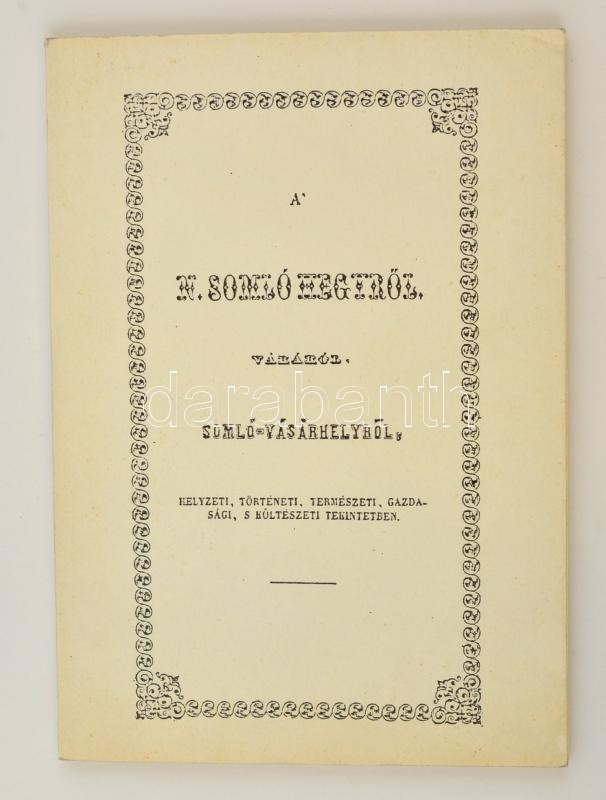 A'
N. SOMLÓ HEGYRŐL.
VÁRÁRÓL,
darabanth
SOMLÓ=VÁSÁRHELYRŐL,
HELYZETI, TÖRTÉNETI, TERMÉSZETI, GAZDA-
SÁGI, S KÖLTÉSZETI TEKINTETBEN.